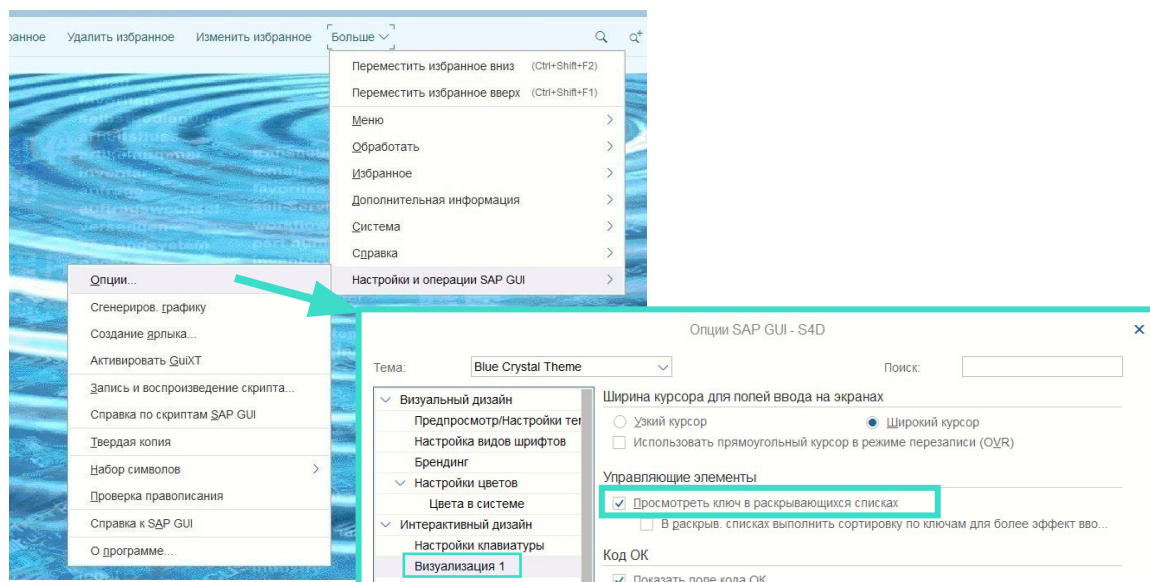 ранное Удалить избранное Изменить избранное Больше
Переместить избранное вниз (Ctrl+Shift+F2)
Переместить избранное вверх (Ctrl+Shift+F1)
Меню
Обработать
Избранное
Дополнительная информация
Система
Справка
Настройки и операции SAP GUI
Опции...
Сгенериров. графику
Создание ярлыка...
Активировать GuiXT
Запись и воспроизведение скрипта...
Справка по скриптам SAP GUI
Твердая копия
Набор символов
Проверка правописания
Справка к SAP GUI
О программе...
Опции SAP GUI - S4D
Тема: Blue Crystal Theme Поиск:
Визуальный дизайн
Предпросмотр/Настройки тем
Настройка видов шрифтов
Брендинг
Настройки цветов
Цвета в системе
Интерактивный дизайн
Настройки клавиатуры
Визуализация 1
Ширина курсора для полей ввода на экранах
Узкий курсор Широкий курсор
Использовать прямоугольный курсор в режиме перезаписи (OVR)
Управляющие элементы
Просмотреть ключ в раскрывающихся списках
В раскрыв. списках выполнить сортировку по ключам для более эффект вво...
Код ОК
Показать поле кода ОК